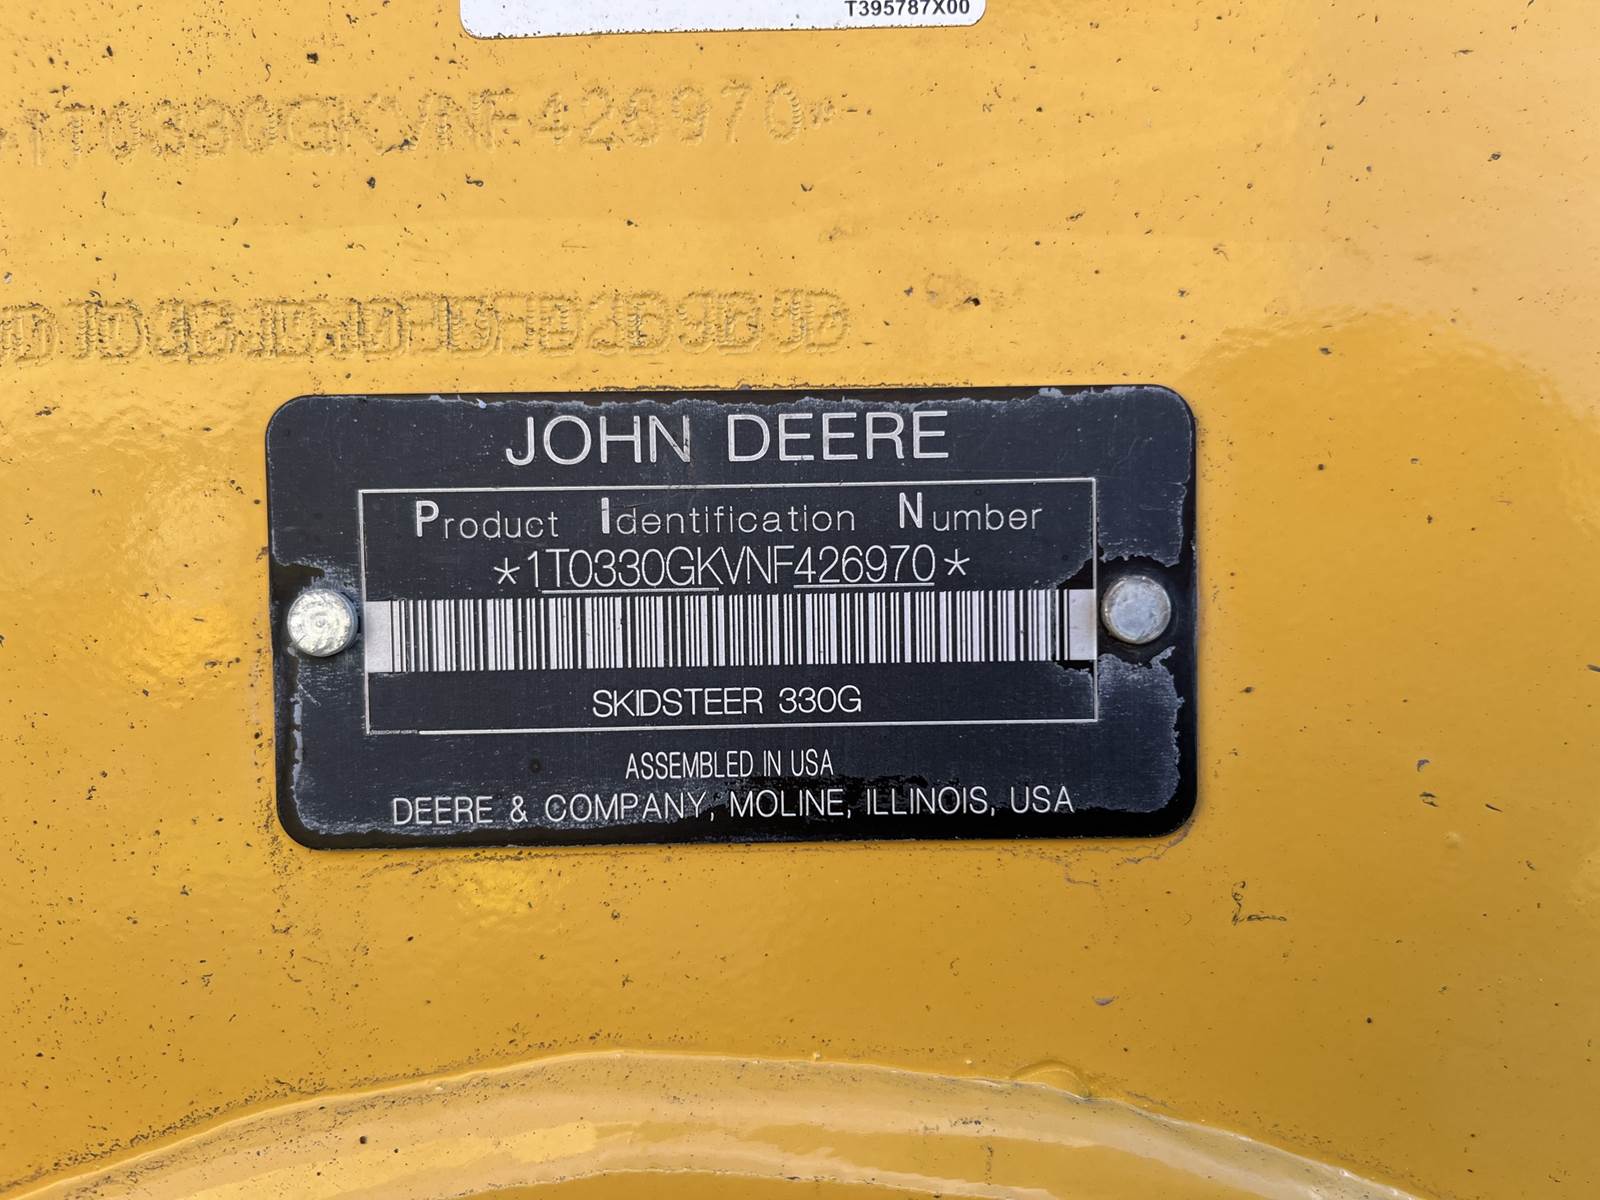 T395787X00
*1T0330GKVNF426970*
JOHN DEERE
Product Identification Number
*1T0330GKVNF426970*
SKIDSTEER 330G
ASSEMBLED IN USA
DEERE & COMPANY, MOLINE, ILLINOIS, USA